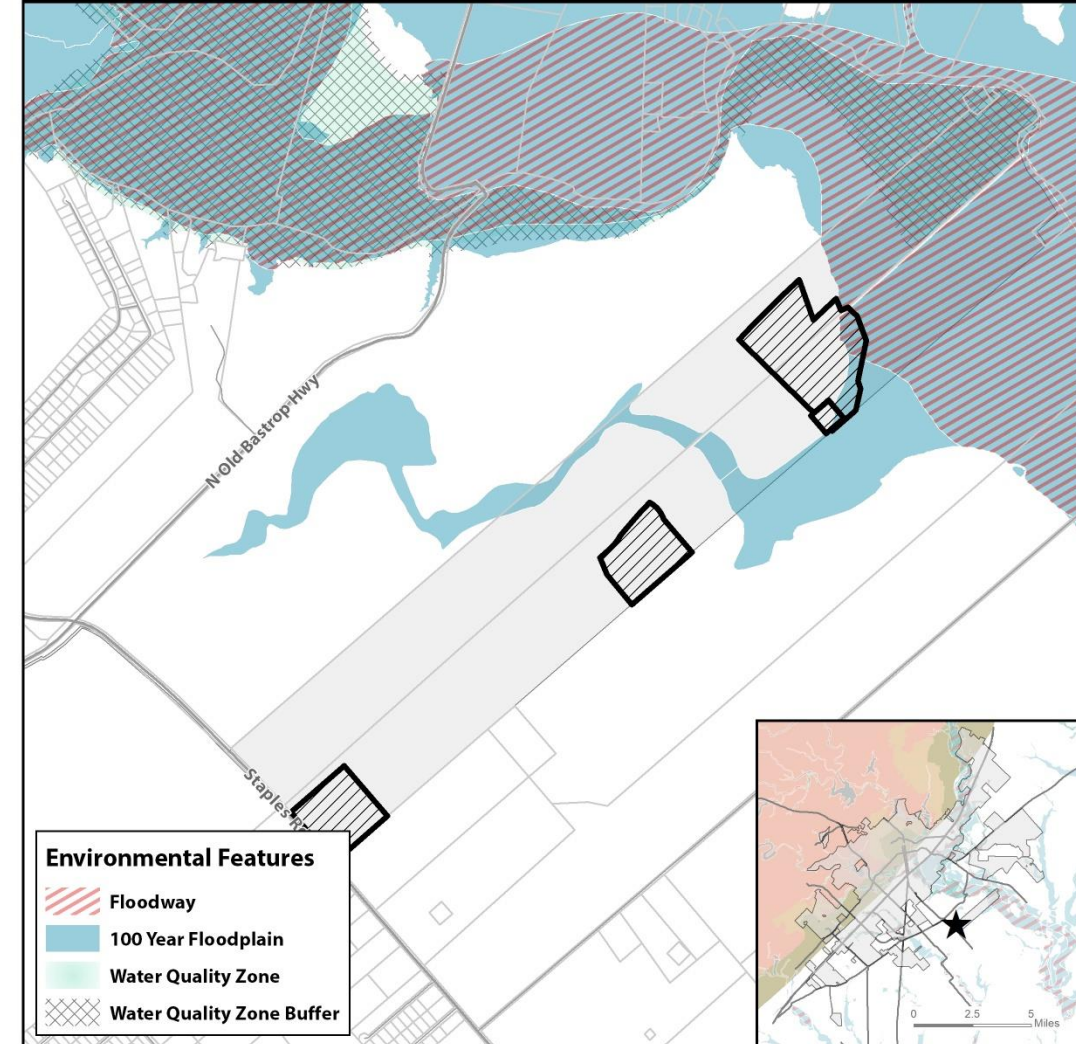 N-Old-Bastrop-Hwy
Staples R
Environmental Features
Floodway
100 Year Floodplain
Water Quality Zone
Water Quality Zone Buffer
0 2.5 5
Miles